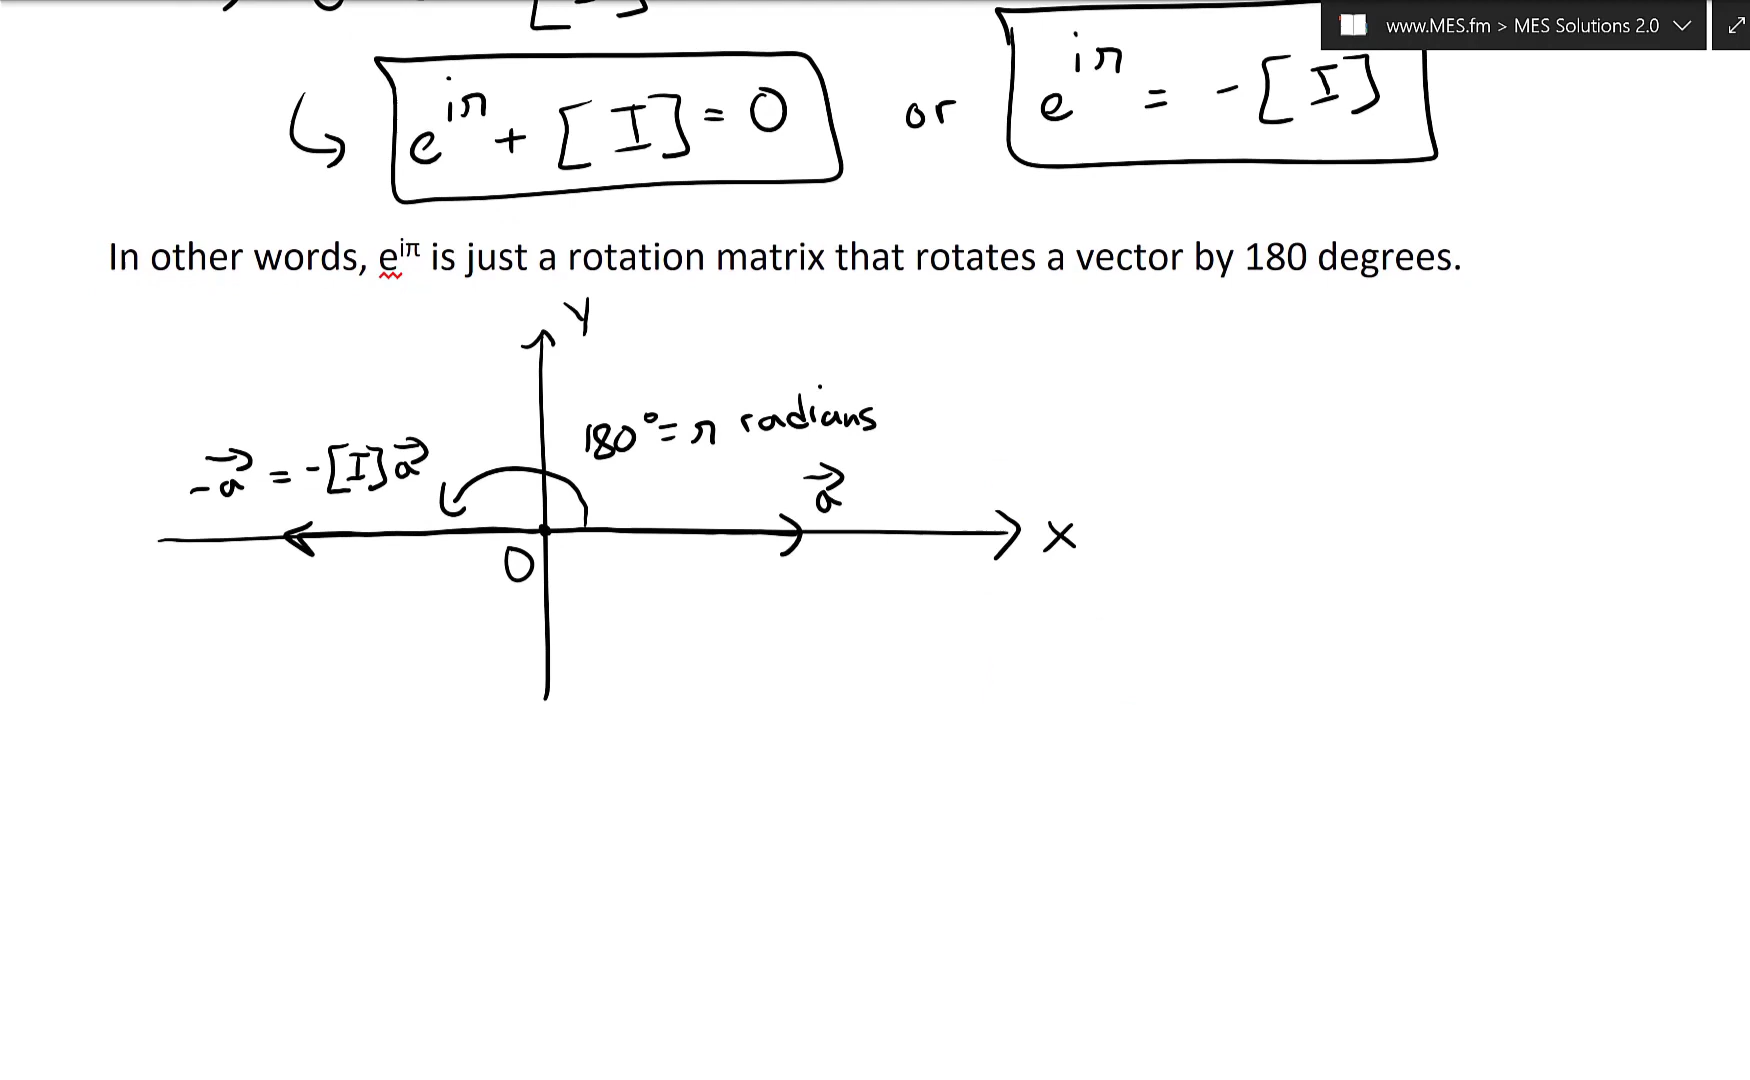 www.MES.fm > MES Solutions 2.0
e^{iπ} + [I] = 0 or e^{iπ} = -[I]
In other words, e^{iπ} is just a rotation matrix that rotates a vector by 180 degrees.
Y
180° = π radians
-a⃗ = -[I]a⃗
a⃗
X
O